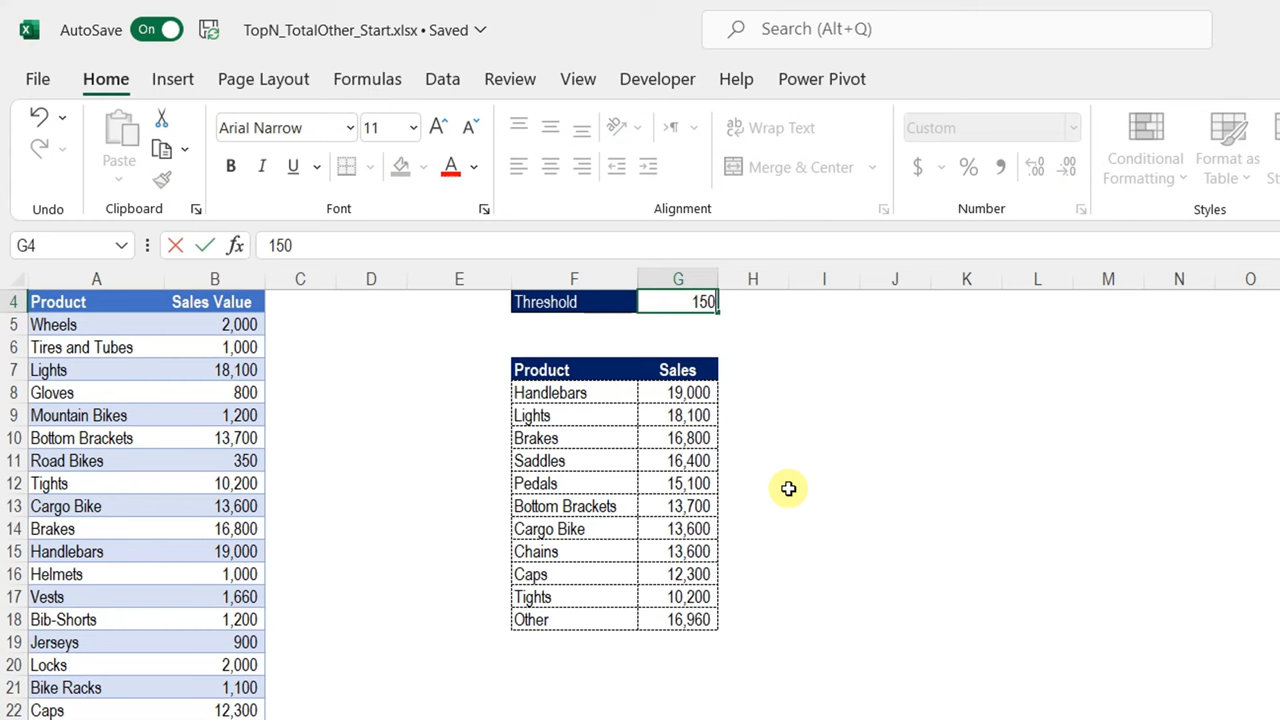 AutoSave On TopN_TotalOther_Start.xlsx • Saved Search (Alt+Q)
File Home Insert Page Layout Formulas Data Review View Developer Help Power Pivot
Arial Narrow 11 A^ A˅ Wrap Text Custom
Paste B I U A Merge & Center $ % , Conditional Formatting Format as Table
Undo Clipboard Font Alignment Number Styles
G4 fx 150
A B C D E F G H I J K L M N O
4 Product Sales Value Threshold 150
5 Wheels 2,000
6 Tires and Tubes 1,000
7 Lights 18,100 Product Sales
8 Gloves 800 Handlebars 19,000
9 Mountain Bikes 1,200 Lights 18,100
10 Bottom Brackets 13,700 Brakes 16,800
11 Road Bikes 350 Saddles 16,400
12 Tights 10,200 Pedals 15,100
13 Cargo Bike 13,600 Bottom Brackets 13,700
14 Brakes 16,800 Cargo Bike 13,600
15 Handlebars 19,000 Chains 13,600
16 Helmets 1,000 Caps 12,300
17 Vests 1,660 Tights 10,200
18 Bib-Shorts 1,200 Other 16,960
19 Jerseys 900
20 Locks 2,000
21 Bike Racks 1,100
22 Caps 12,300